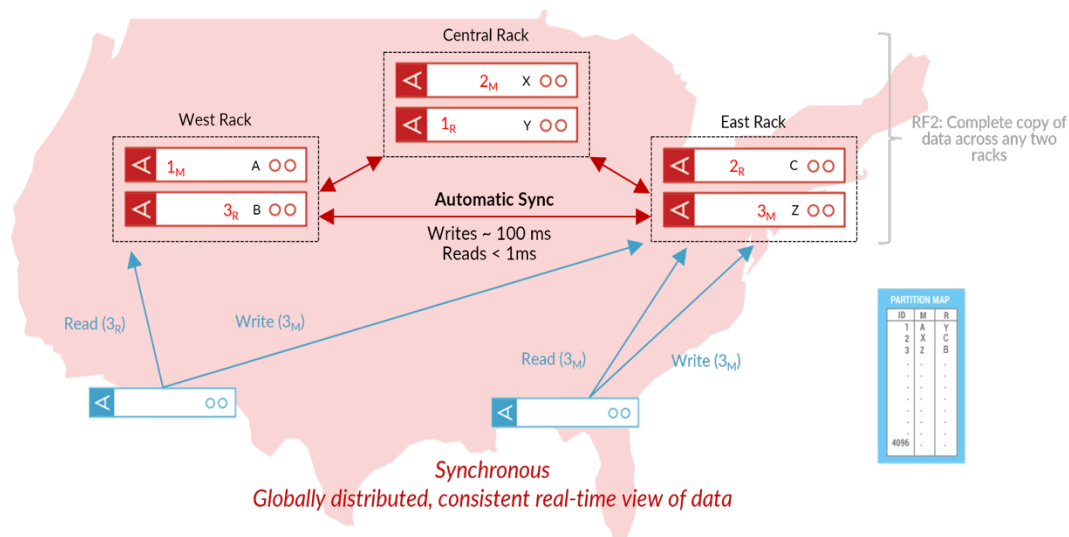 Central Rack
2M X
1R Y
West Rack
1M A
3R B
East Rack
2R C
3M Z
RF2: Complete copy of
data across any two
racks
Automatic Sync
Writes ~ 100 ms
Reads < 1ms
Read (3R)
Write (3M)
Read (3M)
Write (3M)
PARTITION MAP
ID M R
1 A Y
2 X C
3 Z B
. . .
. . .
. . .
. . .
. . .
. . .
4096 . .
Synchronous
Globally distributed, consistent real-time view of data